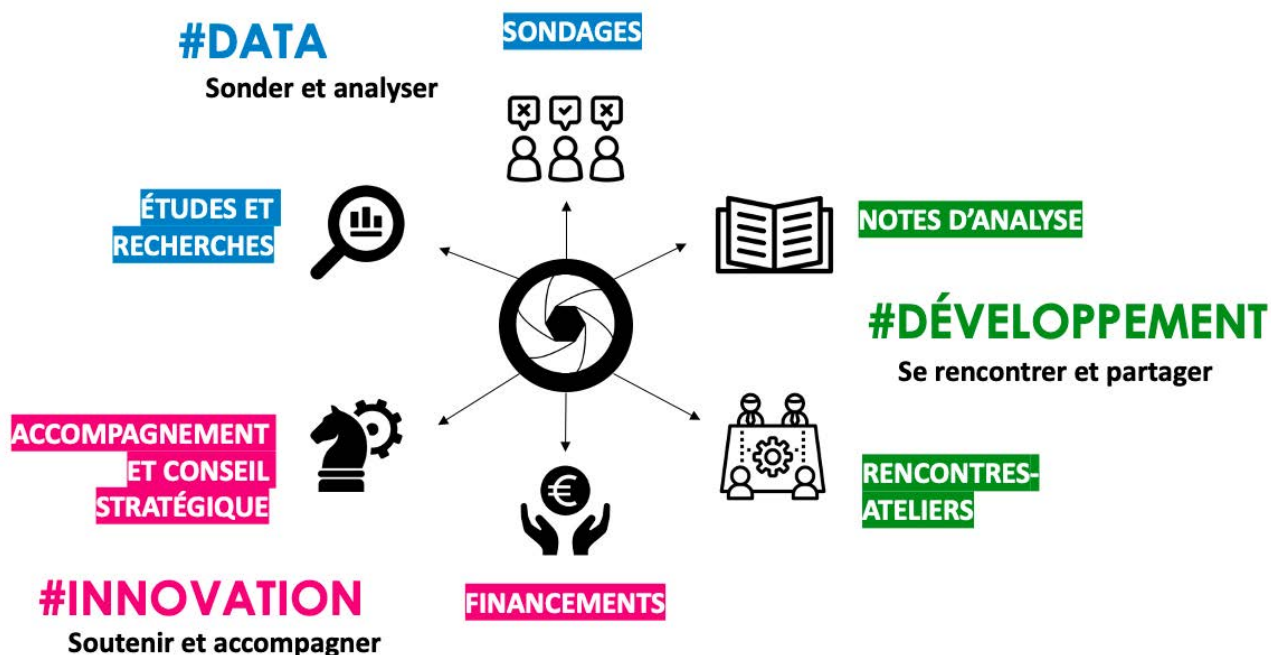 #DATA
Sonder et analyser
SONDAGES
ÉTUDES ET
RECHERCHES
NOTES D’ANALYSE
#DÉVELOPPEMENT
Se rencontrer et partager
ACCOMPAGNEMENT
ET CONSEIL
STRATÉGIQUE
RENCONTRES-
ATELIERS
€
#INNOVATION
Soutenir et accompagner
FINANCEMENTS